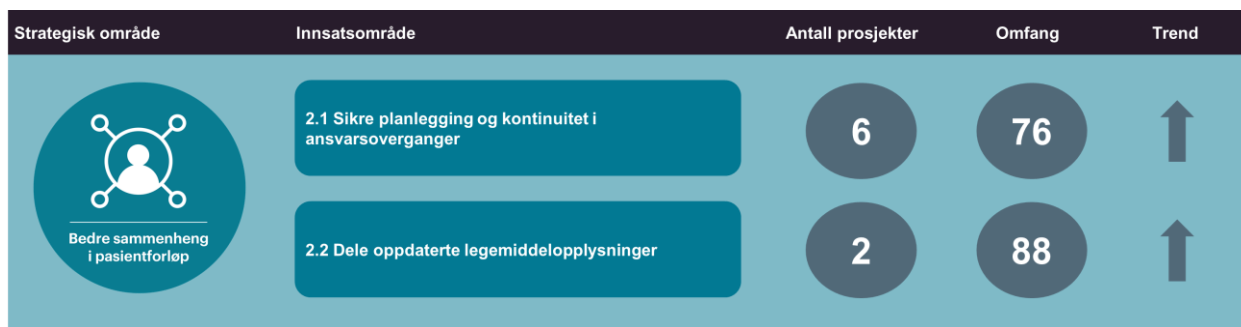 Strategisk område Innsatsområde Antall prosjekter Omfang Trend
2.1 Sikre planlegging og kontinuitet i
ansvarsoverganger
6 76
Bedre sammenheng
i pasientforløp
2.2 Dele oppdaterte legemiddelopplysninger
2 88